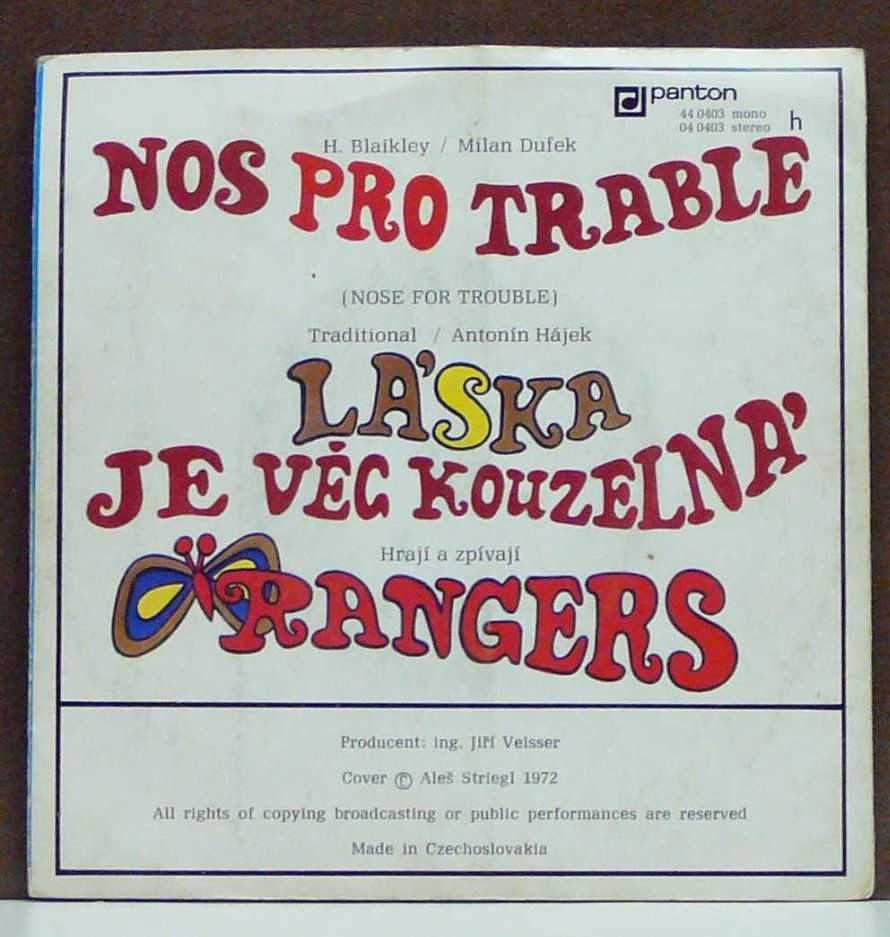 panton
44 0403 mono
04 0403 stereo h
H. Blaikley / Milan Dufek
NOS PRO TRABLE
(NOSE FOR TROUBLE)
Traditional / Antonín Hájek
LÁSKA
JE VĚC KOUZELNÁ
Hrají a zpívají
RANGERS
Producent: ing. Jiří Veisser
Cover Ⓟ Aleš Striegl 1972
All rights of copying broadcasting or public performances are reserved
Made in Czechoslovakia